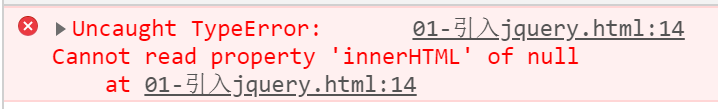 Uncaught TypeError: 01-引入jquery.html:14
Cannot read property 'innerHTML' of null
at 01-引入jquery.html:14